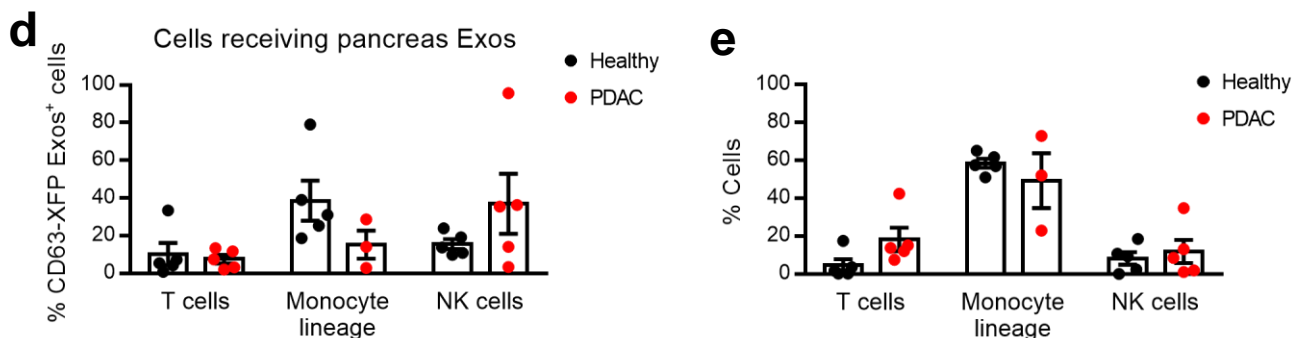 d
Cells receiving pancreas Exos
% CD63-XFP Exos⁺ cells
100
80
60
40
20
0
T cells
Monocyte
lineage
NK cells
Healthy
PDAC
e
% Cells
100
80
60
40
20
0
T cells
Monocyte
lineage
NK cells
Healthy
PDAC